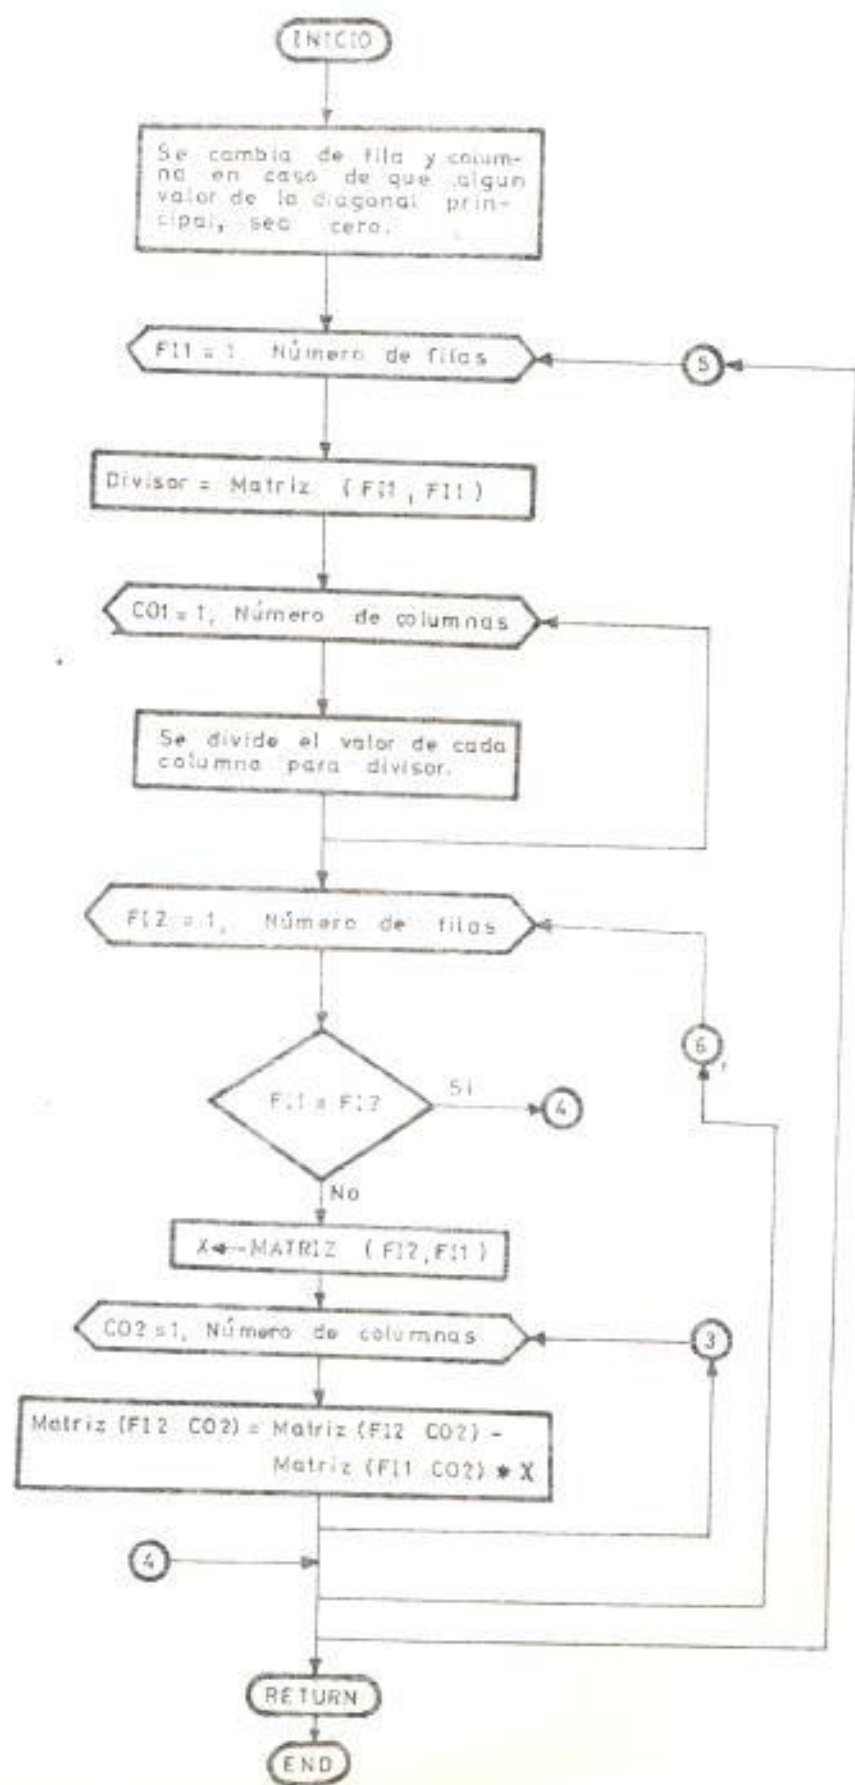 INICIO
Se cambia de fila y colum-
na en caso de que algun
valor de la diagonal prin-
cipal, sea cero.
FI1 = 1 Número de filas
5
Divisor = Matriz (FI1, FI1)
CO1 = 1, Número de columnas
Se divide el valor de cada
columna para divisor.
FI2 = 1, Número de filas
6
FI1 = FI2
Si
4
No
X ← MATRIZ (FI2, FI1)
CO2 = 1, Número de columnas
3
Matriz (FI2 CO2) = Matriz (FI2 CO2) -
Matriz (FI1 CO2) * X
4
RETURN
END